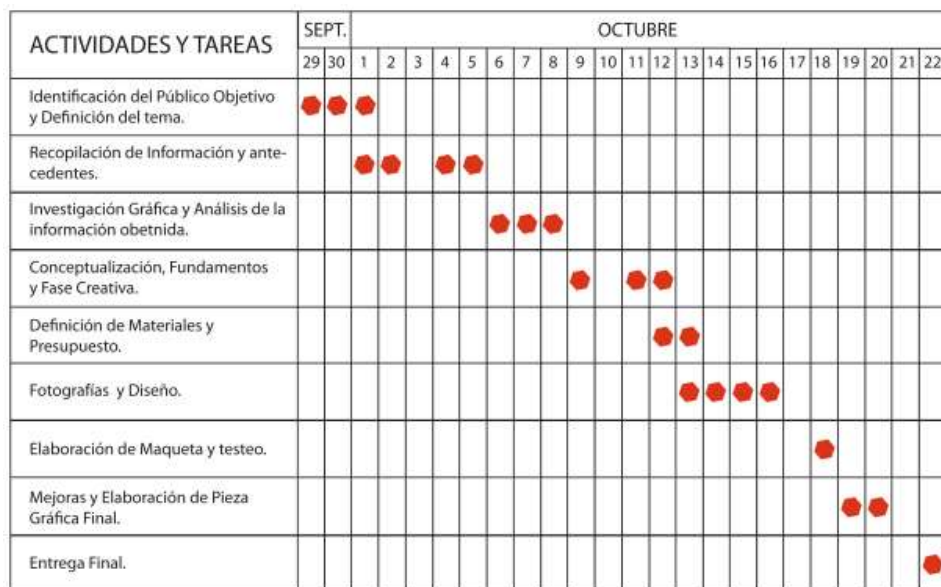 ACTIVIDADES Y TAREAS
SEPT.
OCTUBRE
29 30 1 2 3 4 5 6 7 8 9 10 11 12 13 14 15 16 17 18 19 20 21 22
Identificación del Público Objetivo
y Definición del tema.
Recopilación de Información y ante-
cedentes.
Investigación Gráfica y Análisis de la
información obetnida.
Conceptualización, Fundamentos
y Fase Creativa.
Definición de Materiales y
Presupuesto.
Fotografías y Diseño.
Elaboración de Maqueta y testeo.
Mejoras y Elaboración de Pieza
Gráfica Final.
Entrega Final.